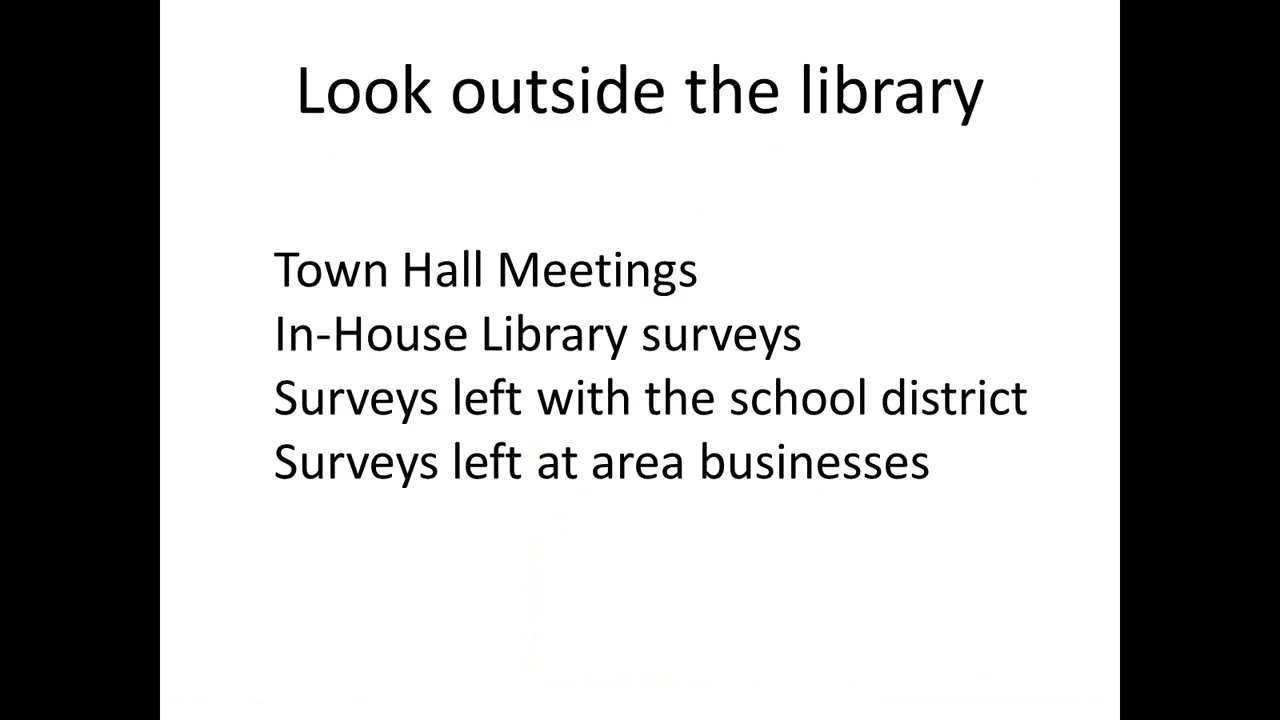 Look outside the library
Town Hall Meetings
In-House Library surveys
Surveys left with the school district
Surveys left at area businesses